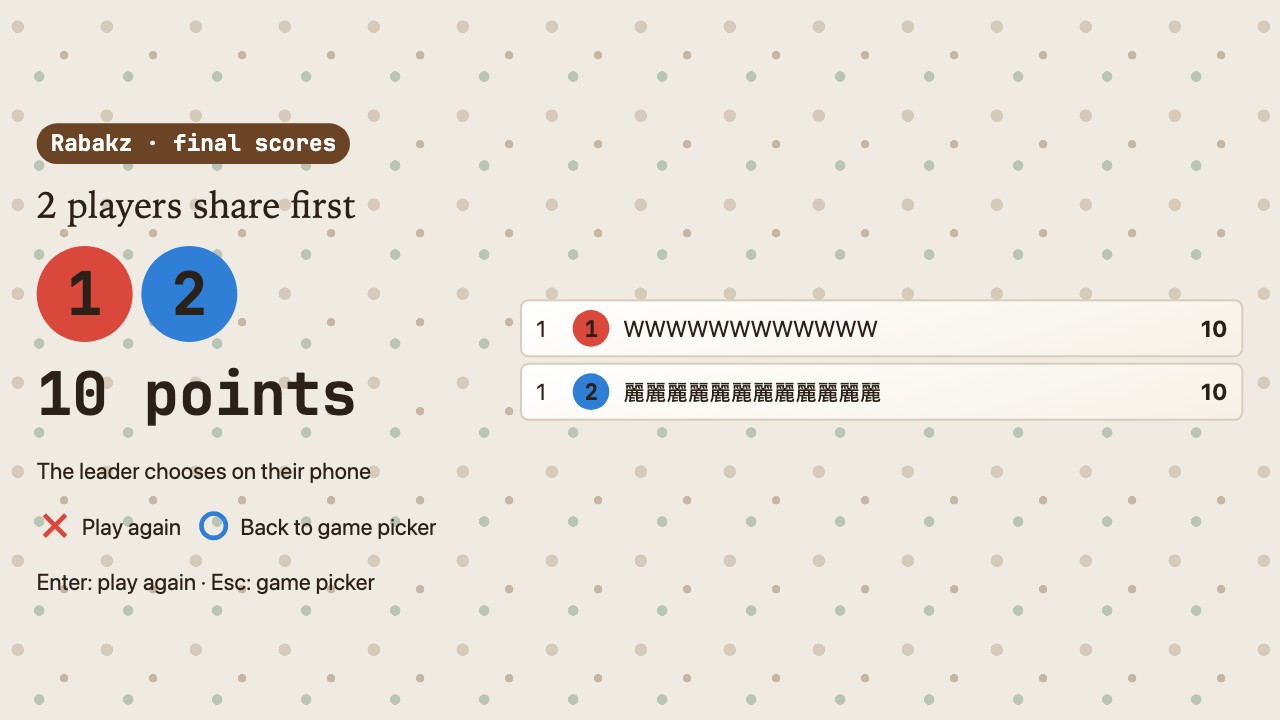 Rabakz · final scores
2 players share first
1 2
10 points
The leader chooses on their phone
Play again Back to game picker
Enter: play again · Esc: game picker
1 1 WWWWWWWWWWWW 10
1 2 麗麗麗麗麗麗麗麗麗麗麗麗 10